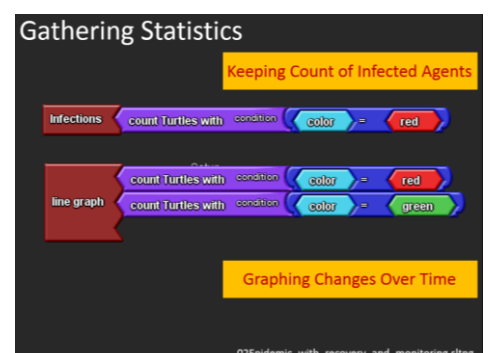 Gathering Statistics
Keeping Count of Infected Agents
Infections count Turtles with condition color = red
count Turtles with condition color = red
line graph
count Turtles with condition color = green
Graphing Changes Over Time